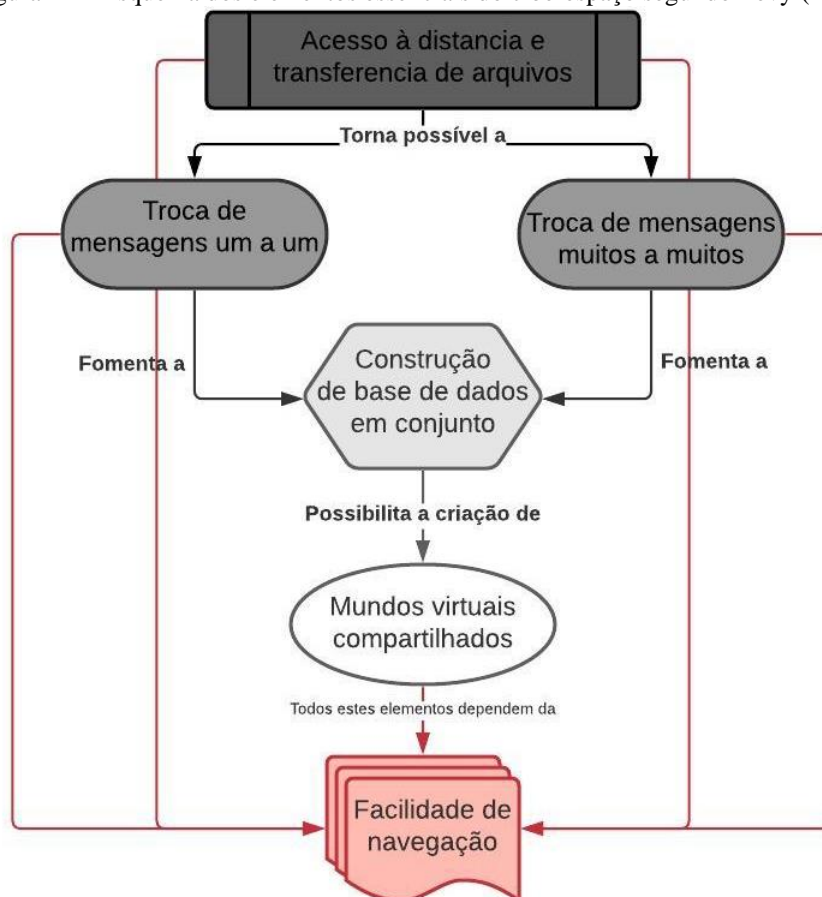 Acesso à distancia e
transferencia de arquivos
Torna possível a
Troca de
mensagens um a um
Troca de mensagens
muitos a muitos
Fomenta a
Fomenta a
Construção
de base de dados
em conjunto
Possibilita a criação de
Mundos virtuais
compartilhados
Todos estes elementos dependem da
Facilidade de
navegação